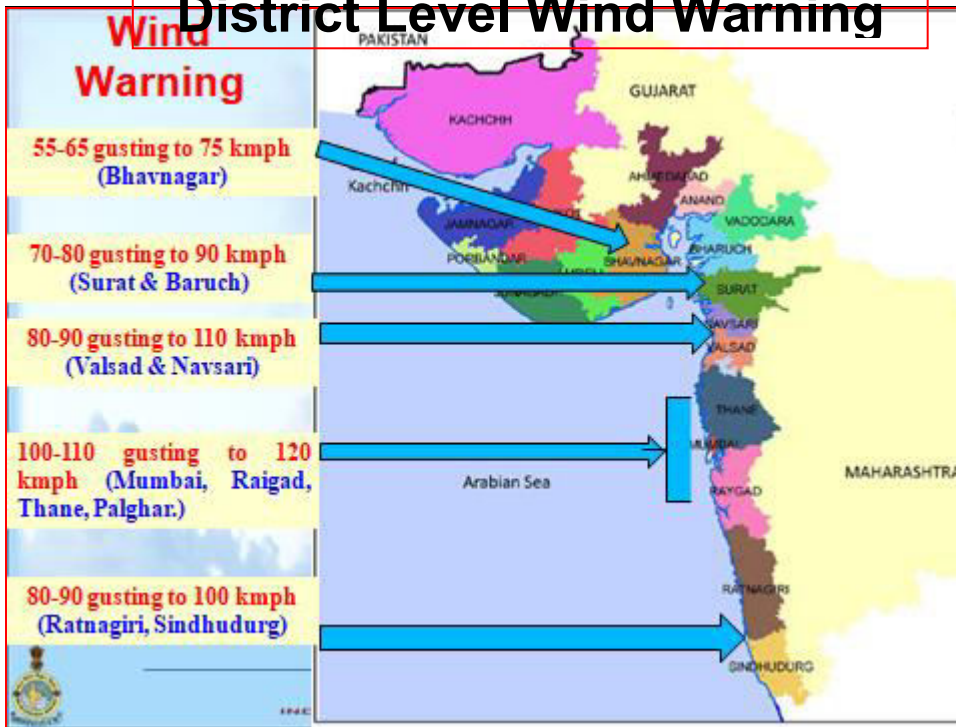 District Level Wind Warning
Wind
Warning
55-65 gusting to 75 kmph
(Bhavnagar)
70-80 gusting to 90 kmph
(Surat & Baruch)
80-90 gusting to 110 kmph
(Valsad & Navsari)
100-110 gusting to 120
kmph (Mumbai, Raigad,
Thane, Palghar.)
80-90 gusting to 100 kmph
(Ratnagiri, Sindhudurg)
PAKISTAN
GUJARAT
KACHCHH
Kachchh
AHMEDABAD
ANAND
VADODARA
JAMNAGAR
BHARUCH
PORBANDAR
BHAVNAGAR
SURAT
NAVSARI
VALSAD
THANE
MUMBAI
MAHARASHTRA
Arabian Sea
RAYGAD
RATNAGIRI
SINDHUDURG